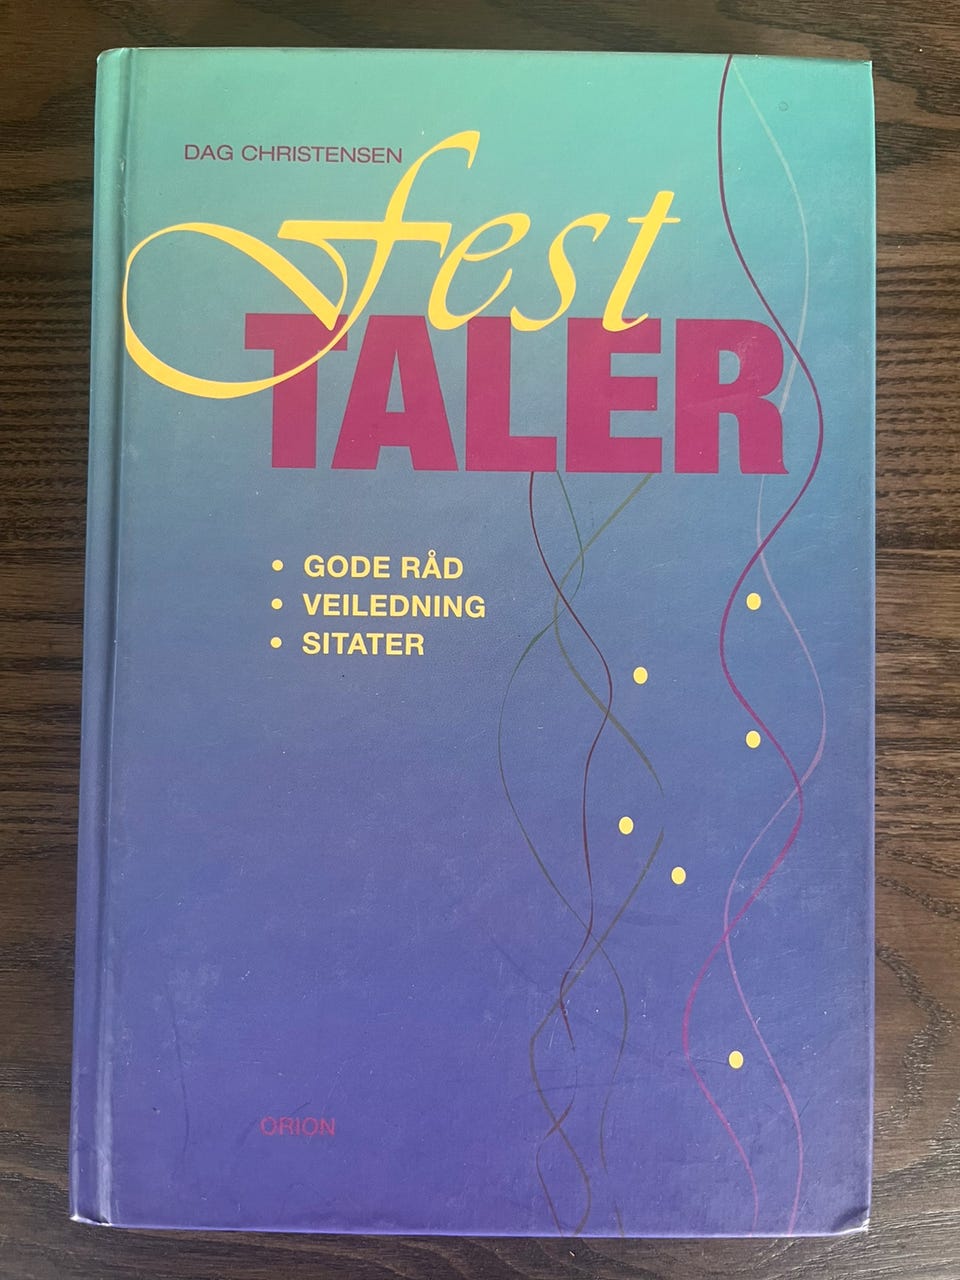 DAG CHRISTENSEN
fest
TALER
• GODE RÅD
• VEILEDNING
• SITATER
ORION